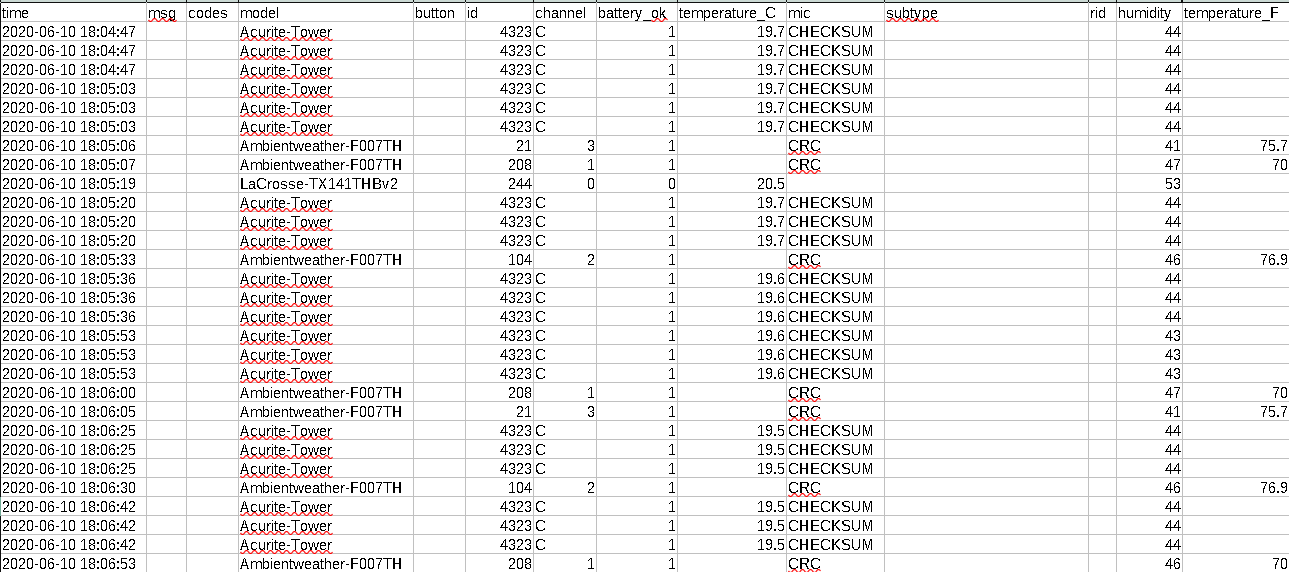 time msg codes model button id channel battery_ok temperature_C mic subtype rid humidity temperature_F
2020-06-10 18:04:47 Acurite-Tower 4323 C 1 19.7 CHECKSUM 44
2020-06-10 18:04:47 Acurite-Tower 4323 C 1 19.7 CHECKSUM 44
2020-06-10 18:04:47 Acurite-Tower 4323 C 1 19.7 CHECKSUM 44
2020-06-10 18:05:03 Acurite-Tower 4323 C 1 19.7 CHECKSUM 44
2020-06-10 18:05:03 Acurite-Tower 4323 C 1 19.7 CHECKSUM 44
2020-06-10 18:05:03 Acurite-Tower 4323 C 1 19.7 CHECKSUM 44
2020-06-10 18:05:06 Ambientweather-F007TH 21 3 1 CRC 41 75.7
2020-06-10 18:05:07 Ambientweather-F007TH 208 1 1 CRC 47 70
2020-06-10 18:05:19 LaCrosse-TX141THBv2 244 0 0 20.5 53
2020-06-10 18:05:20 Acurite-Tower 4323 C 1 19.7 CHECKSUM 44
2020-06-10 18:05:20 Acurite-Tower 4323 C 1 19.7 CHECKSUM 44
2020-06-10 18:05:20 Acurite-Tower 4323 C 1 19.7 CHECKSUM 44
2020-06-10 18:05:33 Ambientweather-F007TH 104 2 1 CRC 46 76.9
2020-06-10 18:05:36 Acurite-Tower 4323 C 1 19.6 CHECKSUM 44
2020-06-10 18:05:36 Acurite-Tower 4323 C 1 19.6 CHECKSUM 44
2020-06-10 18:05:36 Acurite-Tower 4323 C 1 19.6 CHECKSUM 44
2020-06-10 18:05:53 Acurite-Tower 4323 C 1 19.6 CHECKSUM 43
2020-06-10 18:05:53 Acurite-Tower 4323 C 1 19.6 CHECKSUM 43
2020-06-10 18:05:53 Acurite-Tower 4323 C 1 19.6 CHECKSUM 43
2020-06-10 18:06:00 Ambientweather-F007TH 208 1 1 CRC 47 70
2020-06-10 18:06:05 Ambientweather-F007TH 21 3 1 CRC 41 75.7
2020-06-10 18:06:25 Acurite-Tower 4323 C 1 19.5 CHECKSUM 44
2020-06-10 18:06:25 Acurite-Tower 4323 C 1 19.5 CHECKSUM 44
2020-06-10 18:06:25 Acurite-Tower 4323 C 1 19.5 CHECKSUM 44
2020-06-10 18:06:30 Ambientweather-F007TH 104 2 1 CRC 46 76.9
2020-06-10 18:06:42 Acurite-Tower 4323 C 1 19.5 CHECKSUM 44
2020-06-10 18:06:42 Acurite-Tower 4323 C 1 19.5 CHECKSUM 44
2020-06-10 18:06:42 Acurite-Tower 4323 C 1 19.5 CHECKSUM 44
2020-06-10 18:06:53 Ambientweather-F007TH 208 1 1 CRC 46 70